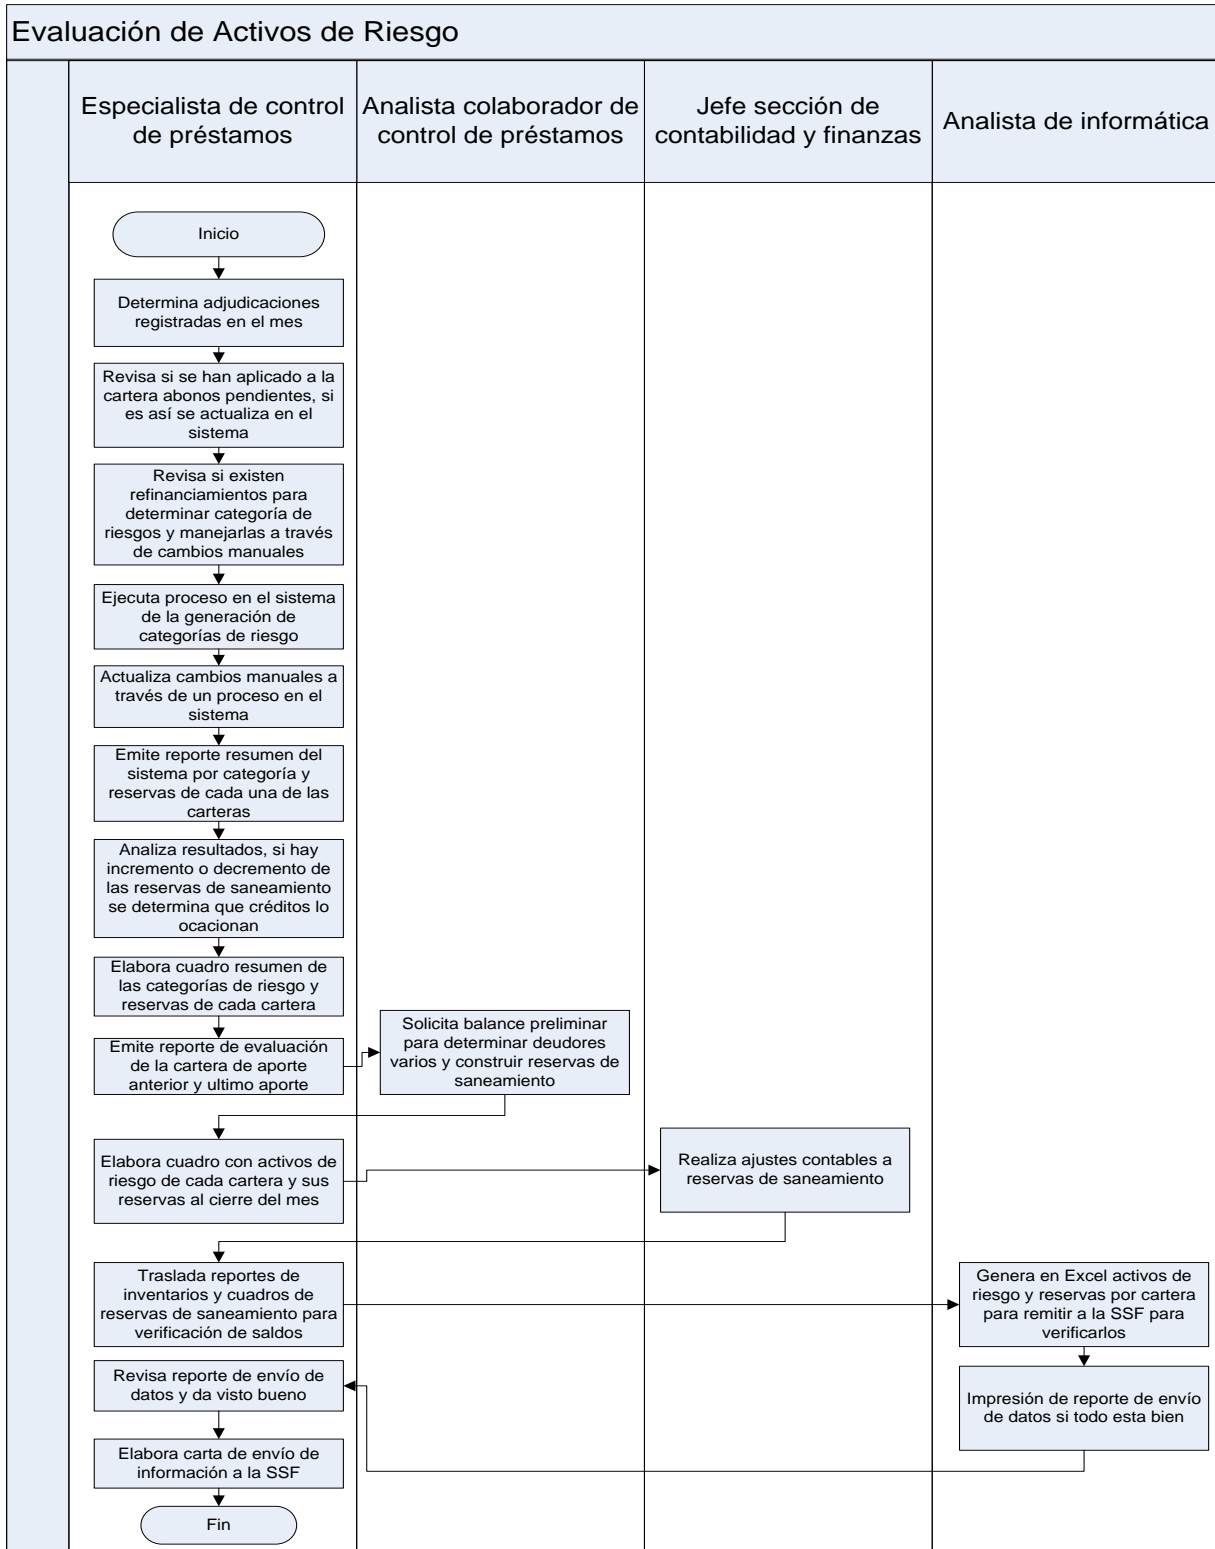 Evaluación de Activos de Riesgo
Especialista de control
de préstamos
Analista colaborador de
control de préstamos
Jefe sección de
contabilidad y finanzas
Analista de informática
Inicio
Determina adjudicaciones
registradas en el mes
Revisa si se han aplicado a la
cartera abonos pendientes, si
es así se actualiza en el
sistema
Revisa si existen
refinanciamientos para
determinar categoría de
riesgos y manejarlas a través
de cambios manuales
Ejecuta proceso en el sistema
de la generación de
categorías de riesgo
Actualiza cambios manuales a
través de un proceso en el
sistema
Emite reporte resumen del
sistema por categoría y
reservas de cada una de las
carteras
Analiza resultados, si hay
incremento o decremento de
las reservas de saneamiento
se determina que créditos lo
ocacionan
Elabora cuadro resumen de
las categorías de riesgo y
reservas de cada cartera
Emite reporte de evaluación
de la cartera de aporte
anterior y ultimo aporte
Solicita balance preliminar
para determinar deudores
varios y construir reservas de
saneamiento
Elabora cuadro con activos de
riesgo de cada cartera y sus
reservas al cierre del mes
Realiza ajustes contables a
reservas de saneamiento
Traslada reportes de
inventarios y cuadros de
reservas de saneamiento para
verificación de saldos
Genera en Excel activos de
riesgo y reservas por cartera
para remitir a la SSF para
verificarlos
Impresión de reporte de envío
de datos si todo esta bien
Revisa reporte de envío de
datos y da visto bueno
Elabora carta de envío de
información a la SSF
Fin